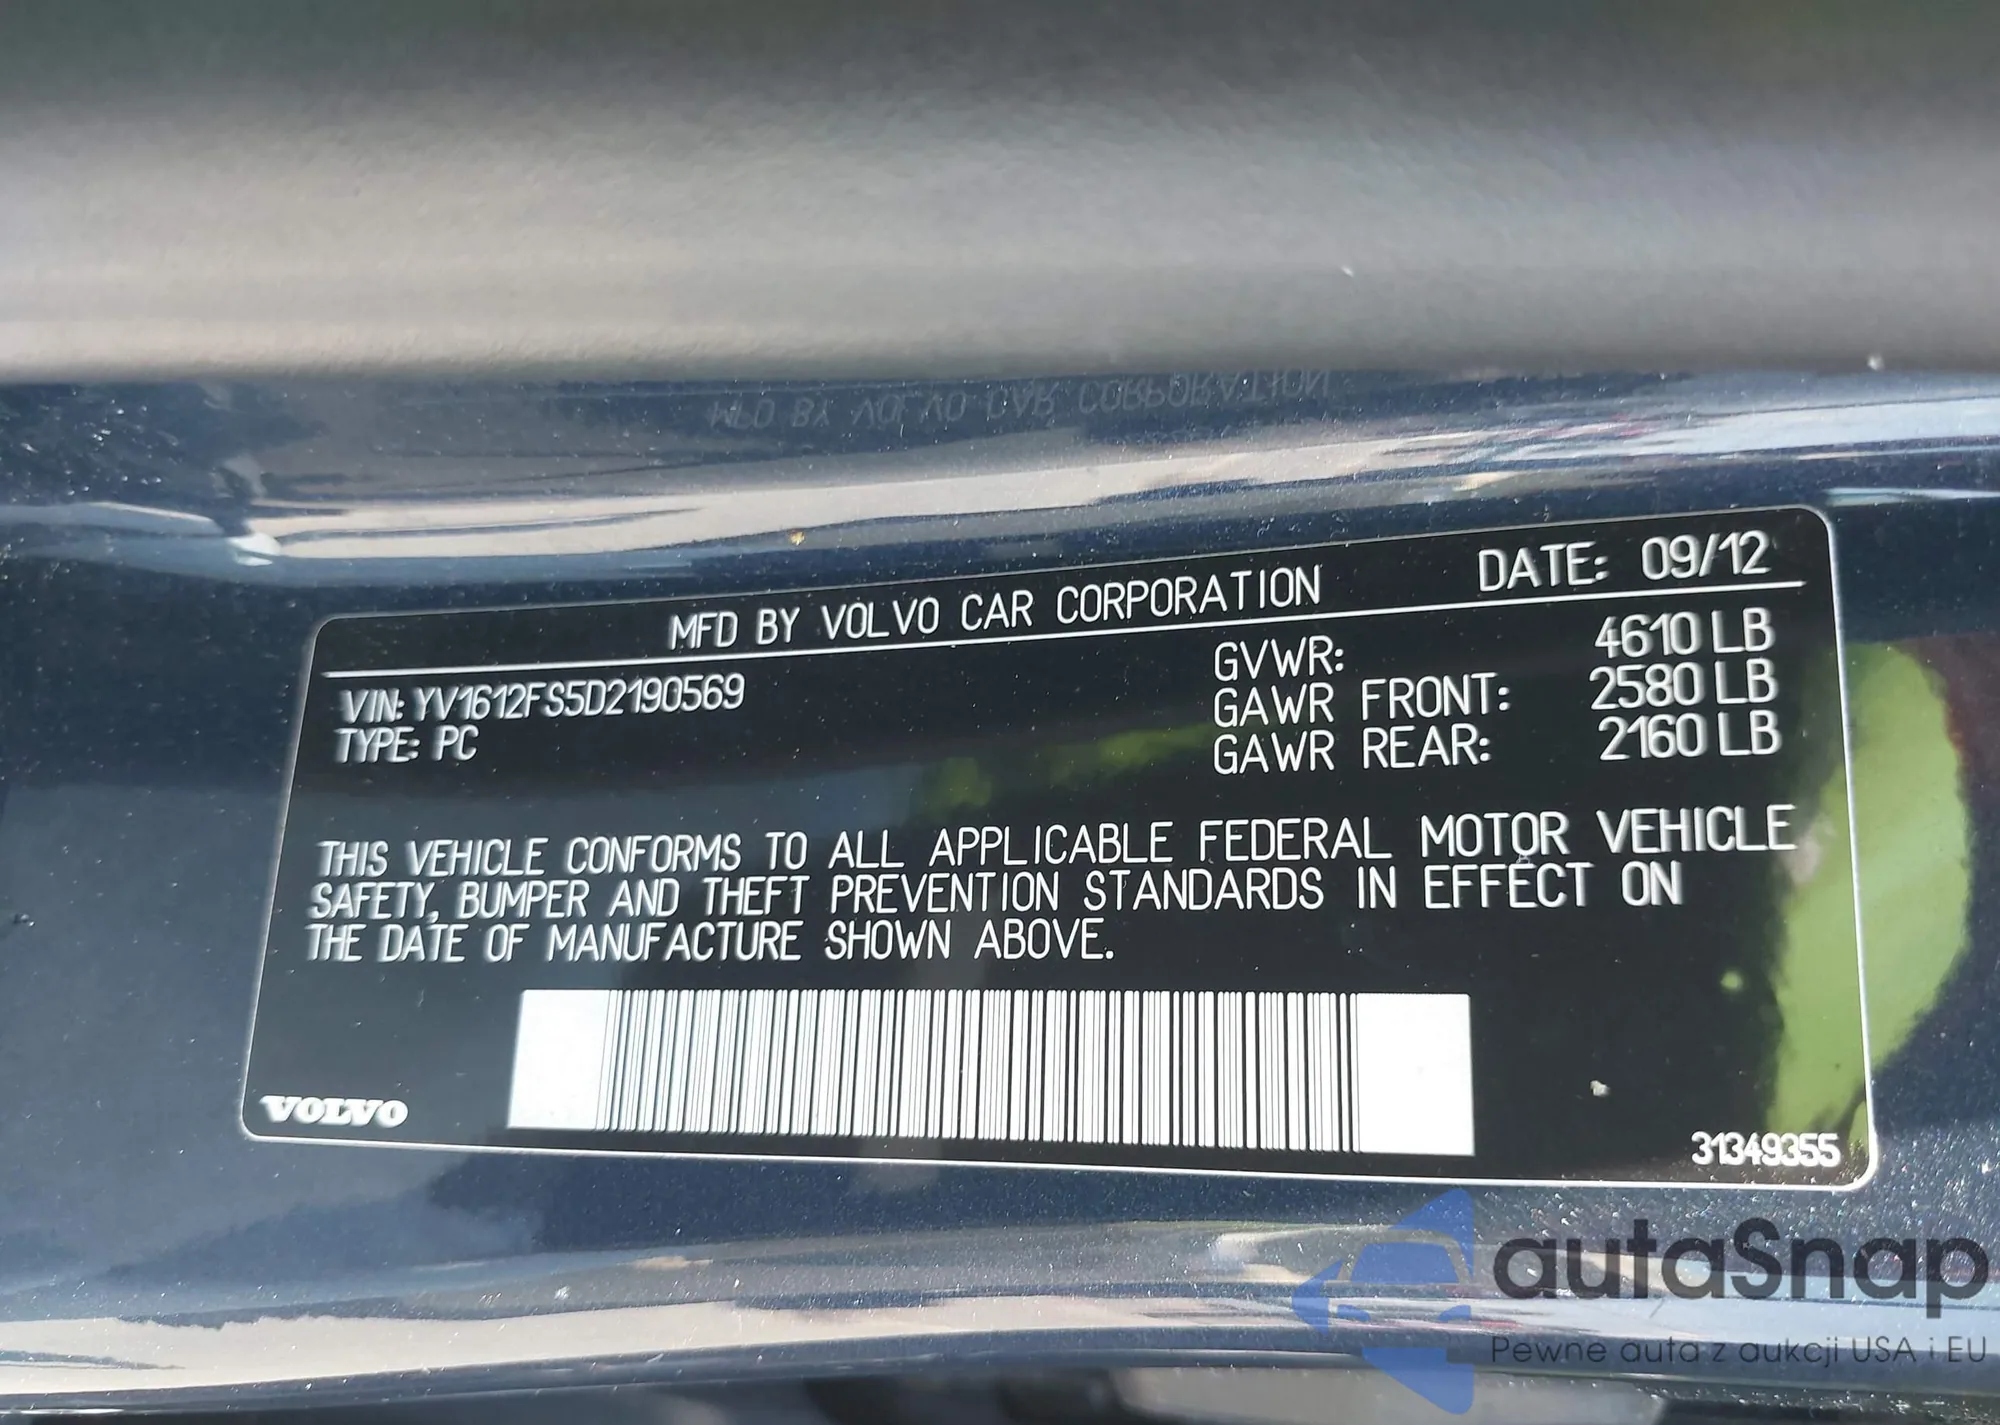 MFD BY VOLVO CAR CORPORATION
MFD BY VOLVO CAR CORPORATION DATE: 09/12
VIN: YV1612FS5D2190569 GVWR: 4610 LB
TYPE: PC GAWR FRONT: 2580 LB
GAWR REAR: 2160 LB
THIS VEHICLE CONFORMS TO ALL APPLICABLE FEDERAL MOTOR VEHICLE
SAFETY, BUMPER AND THEFT PREVENTION STANDARDS IN EFFECT ON
THE DATE OF MANUFACTURE SHOWN ABOVE.
VOLVO
31349355
autaSnap
Pewne auta z aukcji USA i EU